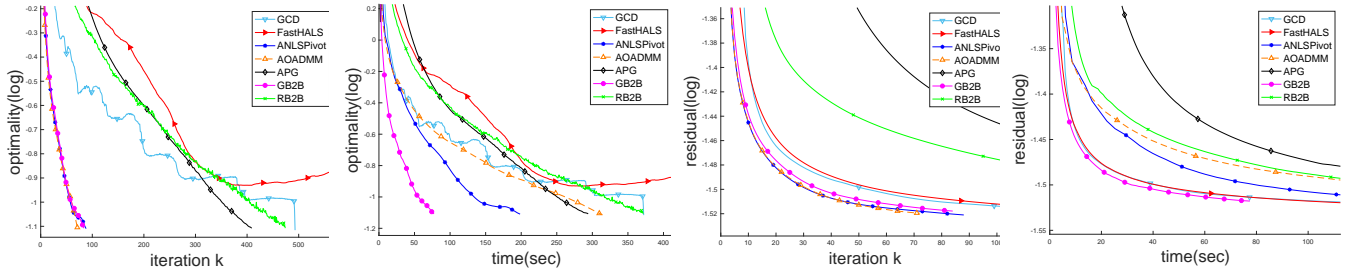 -0.2
-0.3
-0.4
-0.5
-0.6
-0.7
-0.8
-0.9
-1
-1.1
optimality(log)
GCD
FastHALS
ANLSPivot
AOADMM
APG
GB2B
RB2B
0 100 200 300 400 500
iteration k
0.2
0
-0.2
-0.4
-0.6
-0.8
-1
-1.2
optimality(log)
GCD
FastHALS
ANLSPivot
AOADMM
APG
GB2B
RB2B
0 50 100 150 200 250 300 350 400
time(sec)
-1.36
-1.38
-1.4
-1.42
-1.44
-1.46
-1.48
-1.5
-1.52
residual(log)
GCD
FastHALS
ANLSPivot
AOADMM
APG
GB2B
RB2B
0 10 20 30 40 50 60 70 80 90 100
iteration k
-1.35
-1.4
-1.45
-1.5
-1.55
residual(log)
GCD
FastHALS
ANLSPivot
AOADMM
APG
GB2B
RB2B
0 20 40 60 80 100
time(sec)